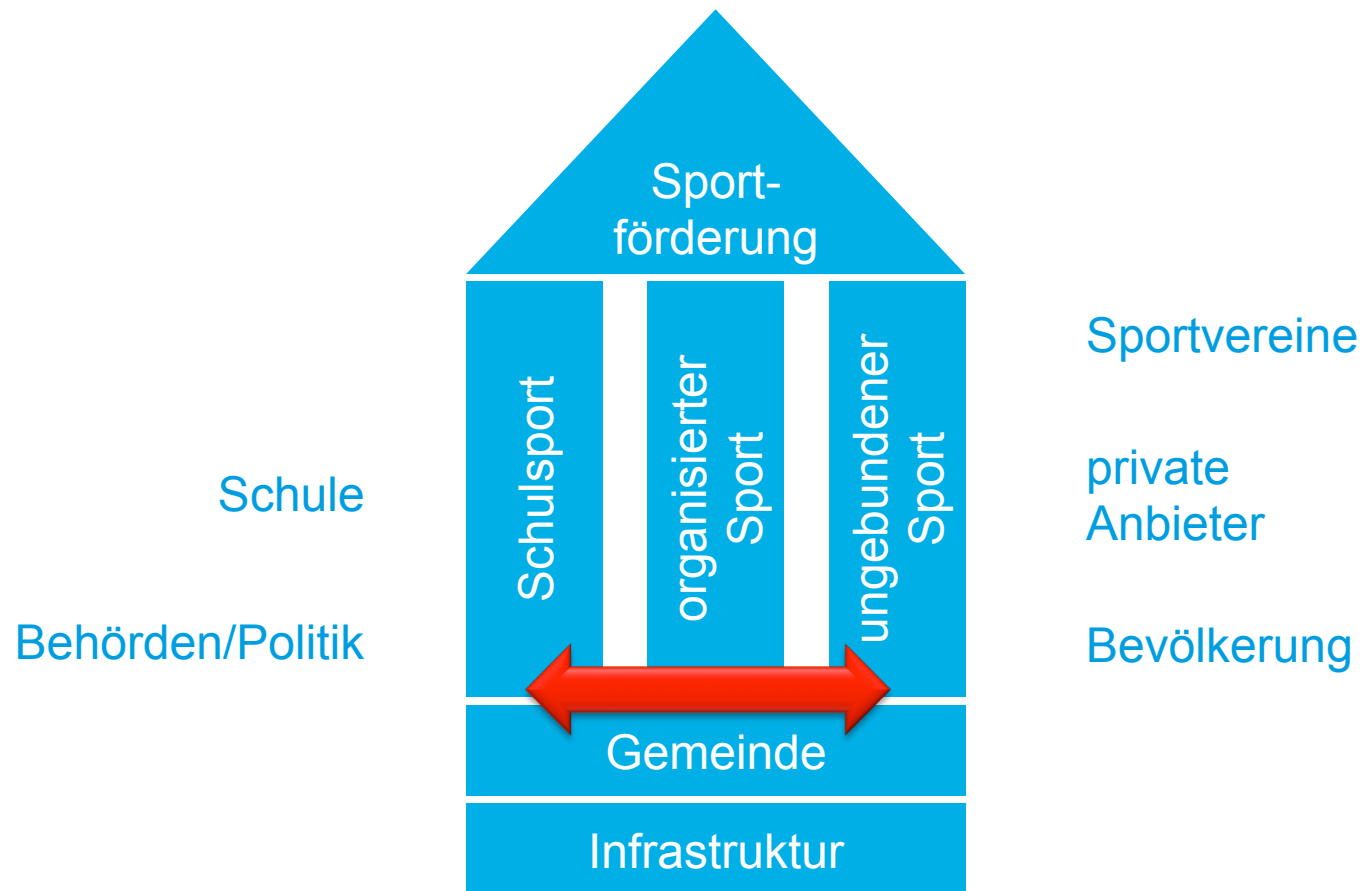 Sport-
förderung
Schulsport
organisierter
Sport
ungebundener
Sport
Schule
Behörden/Politik
Sportvereine
private
Anbieter
Bevölkerung
Gemeinde
Infrastruktur